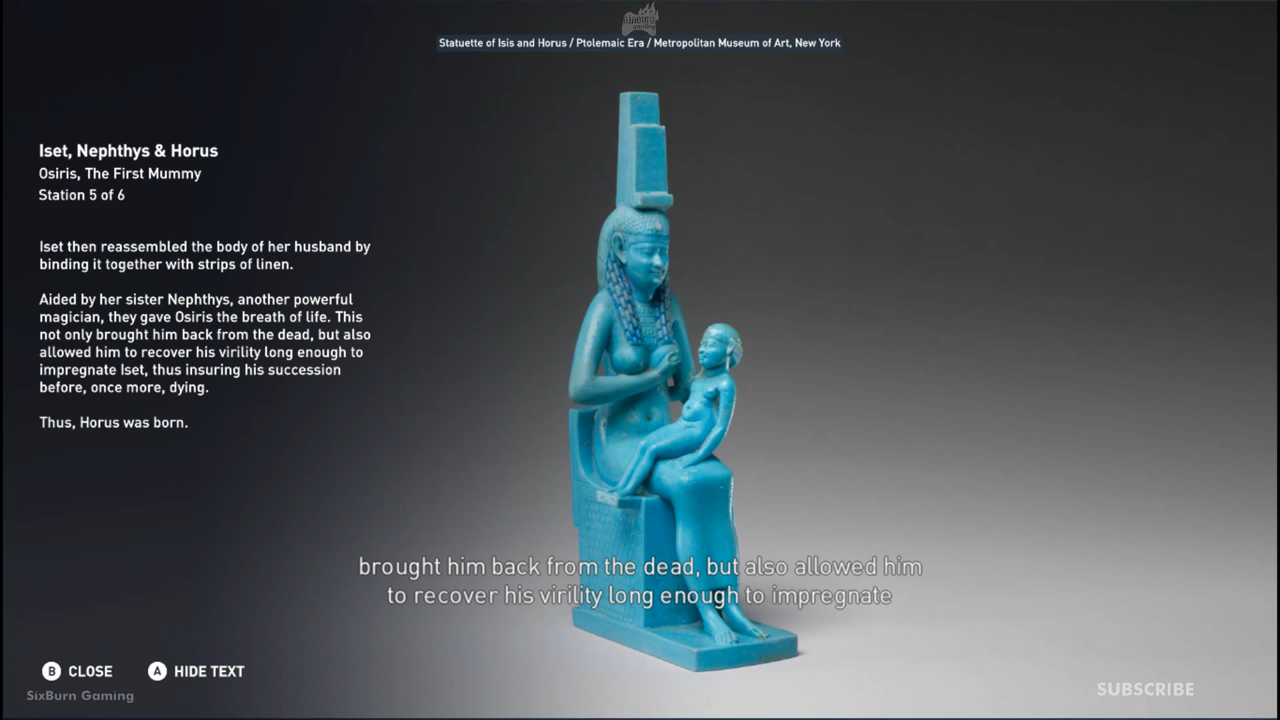 Statuette of Isis and Horus / Ptolemaic Era / Metropolitan Museum of Art, New York
Iset, Nephthys & Horus
Osiris, The First Mummy
Station 5 of 6
Iset then reassembled the body of her husband by
binding it together with strips of linen.
Aided by her sister Nephthys, another powerful
magician, they gave Osiris the breath of life. This
not only brought him back from the dead, but also
allowed him to recover his virility long enough to
impregnate Iset, thus insuring his succession
before, once more, dying.
Thus, Horus was born.
brought him back from the dead, but also allowed him
to recover his virility long enough to impregnate
B CLOSE A HIDE TEXT
SixBurn Gaming
SUBSCRIBE